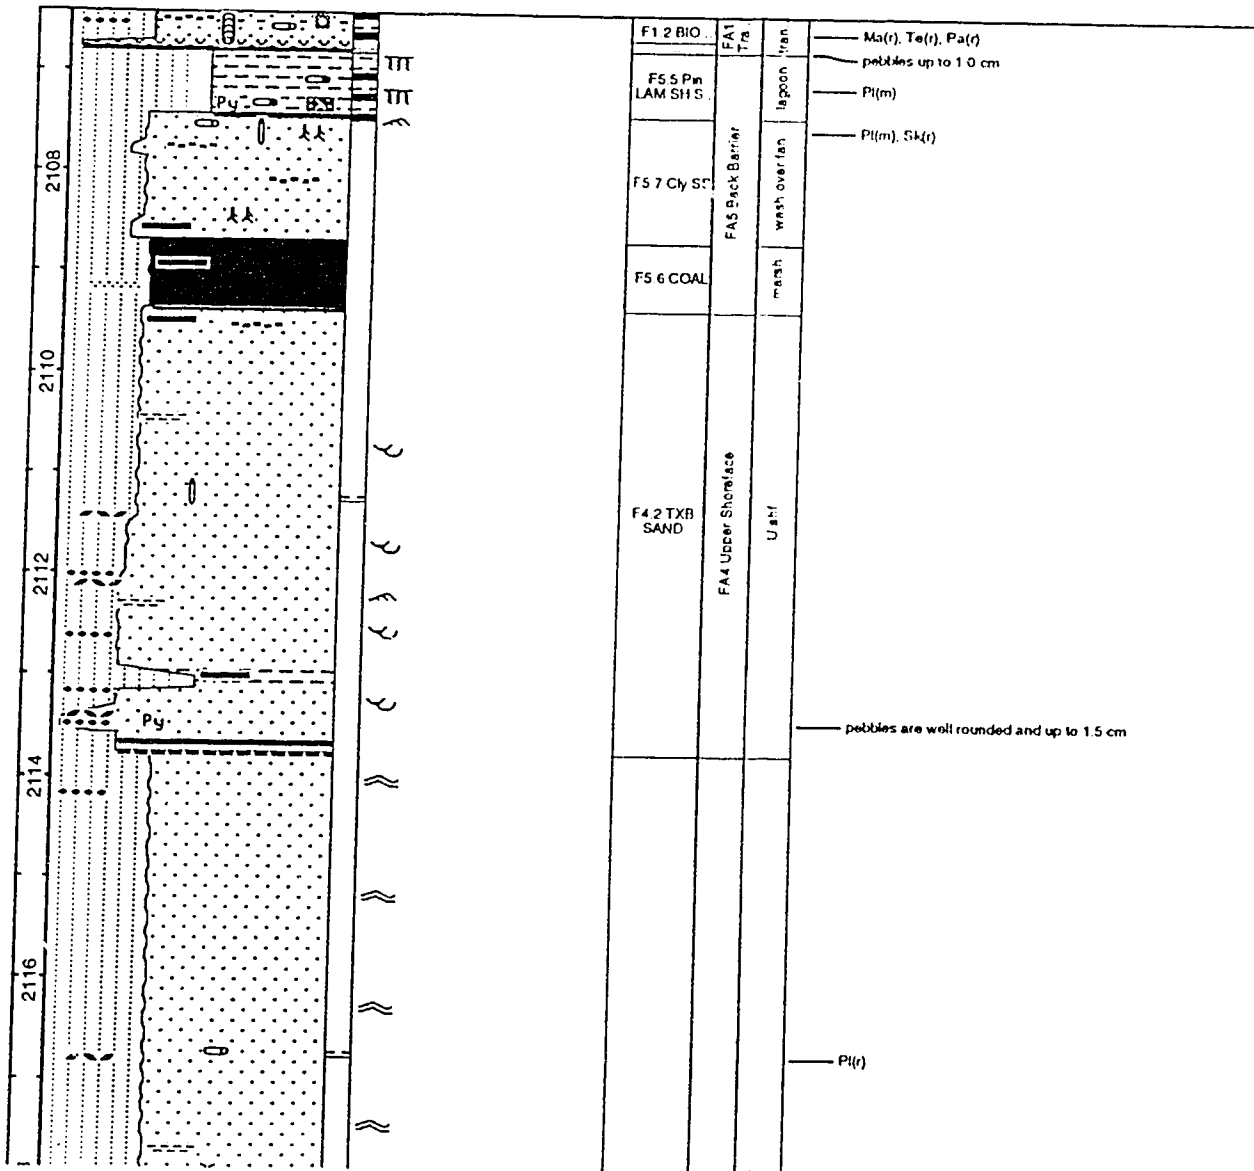 F1.2 BIO..
FA1
Tra
tran
Ma(r), Te(r), Pa(r)
pebbles up to 1.0 cm
F5.5 Pin
LAM SH S.
lagoon
Pl(m)
Py
Pl(m), Sk(r)
2108
F5.7 Cly SS
FA5 Back Barrier
wash over fan
F5.6 COAL
marsh
2110
F4.2 TXB
SAND
FA4 Upper Shoreface
U shf
2112
Py
pebbles are well rounded and up to 1.5 cm
2114
2116
Pl(r)